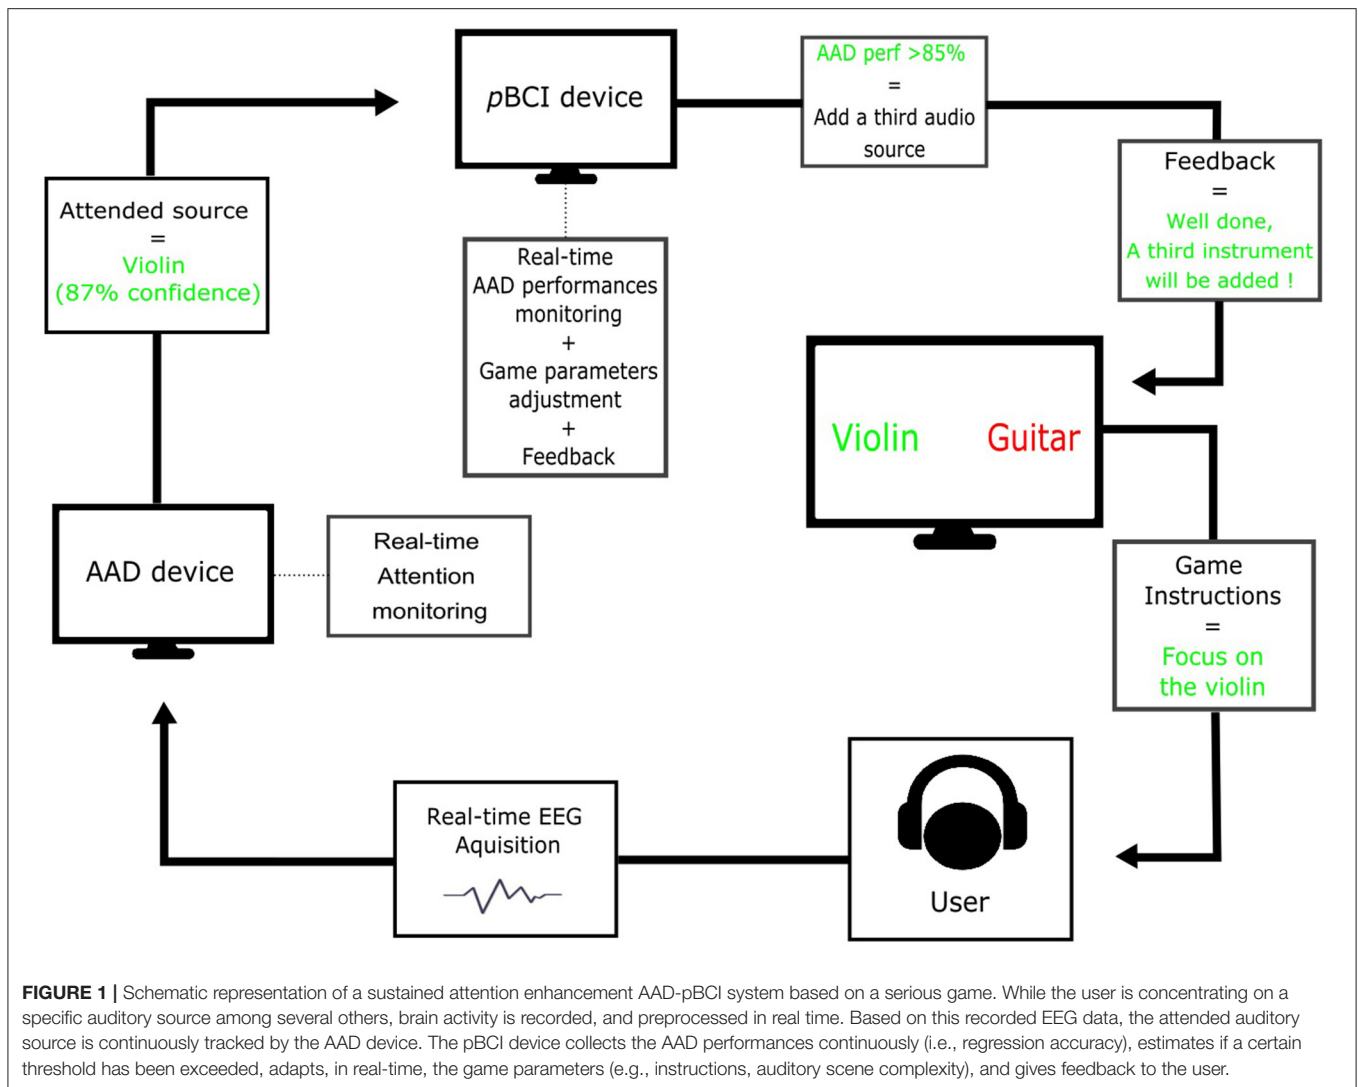 pBCI device
AAD perf >85%
=
Add a third audio
source
Feedback
=
Well done,
A third instrument
will be added !
Attended source
=
Violin
(87% confidence)
Real-time
AAD performances
monitoring
+
Game parameters
adjustment
+
Feedback
Violin Guitar
AAD device
Real-time
Attention
monitoring
Game
Instructions
=
Focus on
the violin
Real-time EEG
Aquisition
User
FIGURE 1 | Schematic representation of a sustained attention enhancement AAD-pBCI system based on a serious game. While the user is concentrating on a
specific auditory source among several others, brain activity is recorded, and preprocessed in real time. Based on this recorded EEG data, the attended auditory
source is continuously tracked by the AAD device. The pBCI device collects the AAD performances continuously (i.e., regression accuracy), estimates if a certain
threshold has been exceeded, adapts, in real-time, the game parameters (e.g., instructions, auditory scene complexity), and gives feedback to the user.